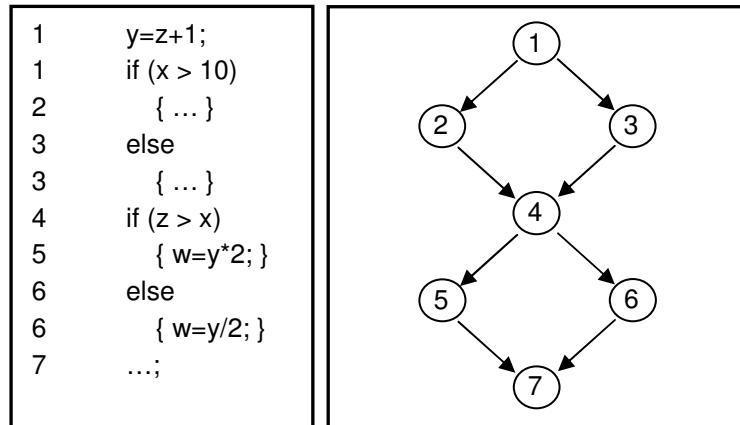 1 y=z+1;
1 if (x > 10)
2 { … }
3 else
3 { … }
4 if (z > x)
5 { w=y*2; }
6 else
6 { w=y/2; }
7 …;
1
2 3
4
5 6
7